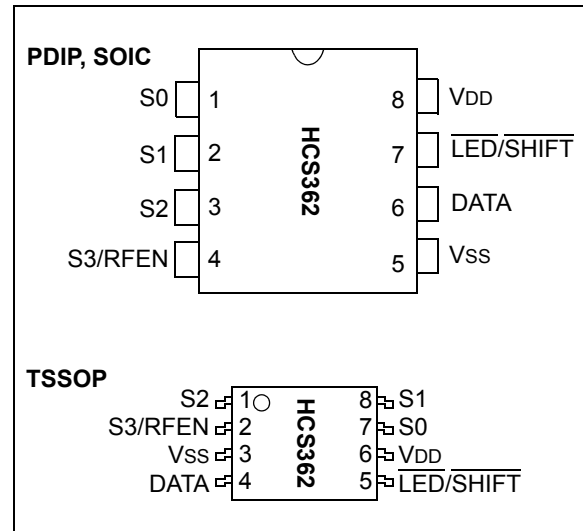 PDIP, SOIC
S0 1 8 VDD
S1 2 7 LED/SHIFT
S2 3 6 DATA
S3/RFEN 4 5 VSS
HCS362
TSSOP
S2 1 8 S1
S3/RFEN 2 7 S0
VSS 3 6 VDD
DATA 4 5 LED/SHIFT
HCS362